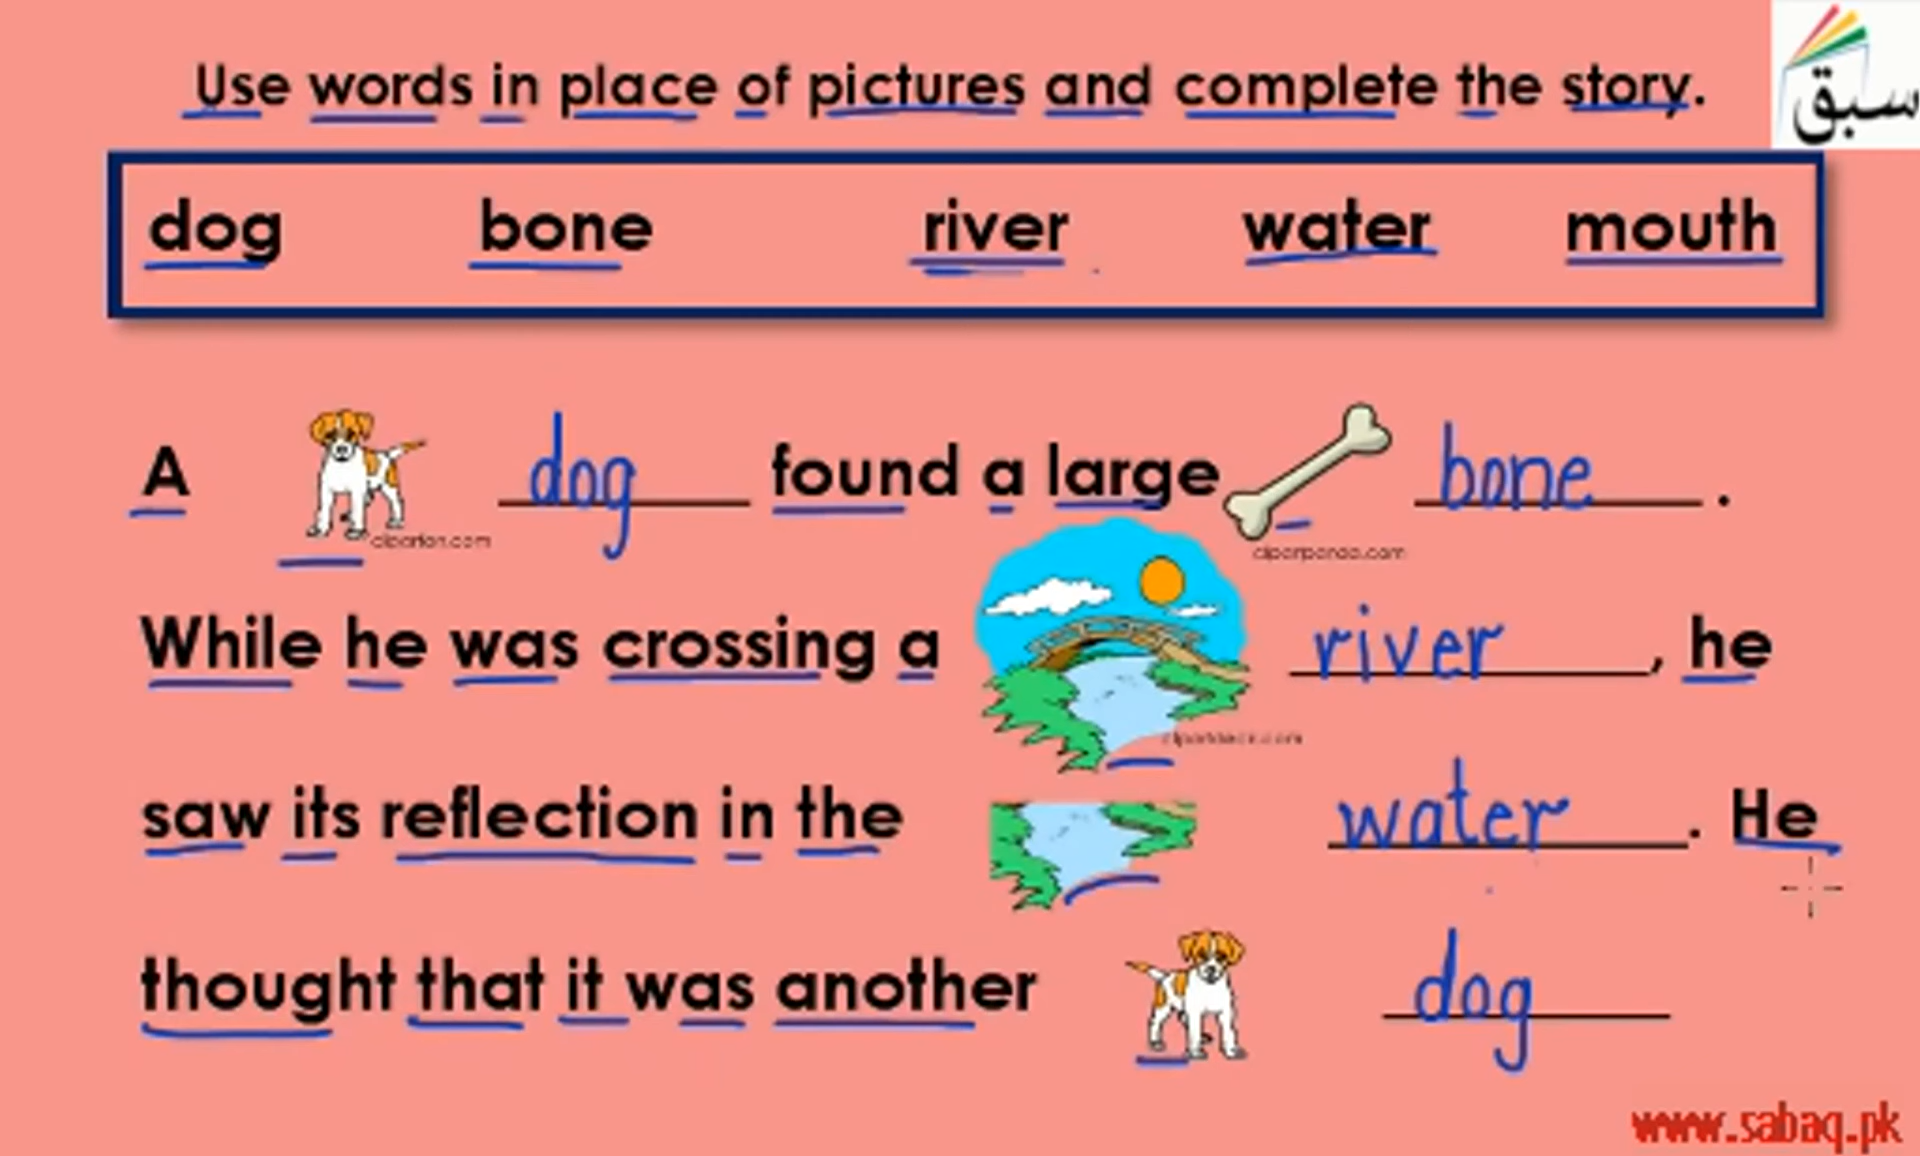 Use words in place of pictures and complete the story.
سبق
dog bone river water mouth
A dog found a large bone .
While he was crossing a river , he
saw its reflection in the water . He
thought that it was another dog
www.sabaq.pk